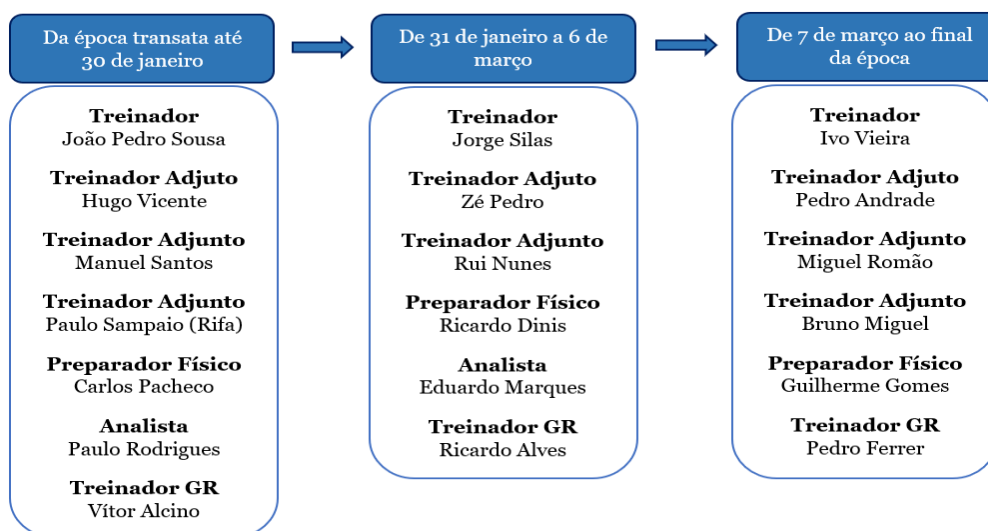 Da época transata até
30 de janeiro
Treinador
João Pedro Sousa
Treinador Adjuto
Hugo Vicente
Treinador Adjunto
Manuel Santos
Treinador Adjunto
Paulo Sampaio (Rifa)
Preparador Físico
Carlos Pacheco
Analista
Paulo Rodrigues
Treinador GR
Vítor Alcino
De 31 de janeiro a 6 de
março
Treinador
Jorge Silas
Treinador Adjuto
Zé Pedro
Treinador Adjunto
Rui Nunes
Preparador Físico
Ricardo Dinis
Analista
Eduardo Marques
Treinador GR
Ricardo Alves
De 7 de março ao final
da época
Treinador
Ivo Vieira
Treinador Adjuto
Pedro Andrade
Treinador Adjunto
Miguel Romão
Treinador Adjunto
Bruno Miguel
Preparador Físico
Guilherme Gomes
Treinador GR
Pedro Ferrer